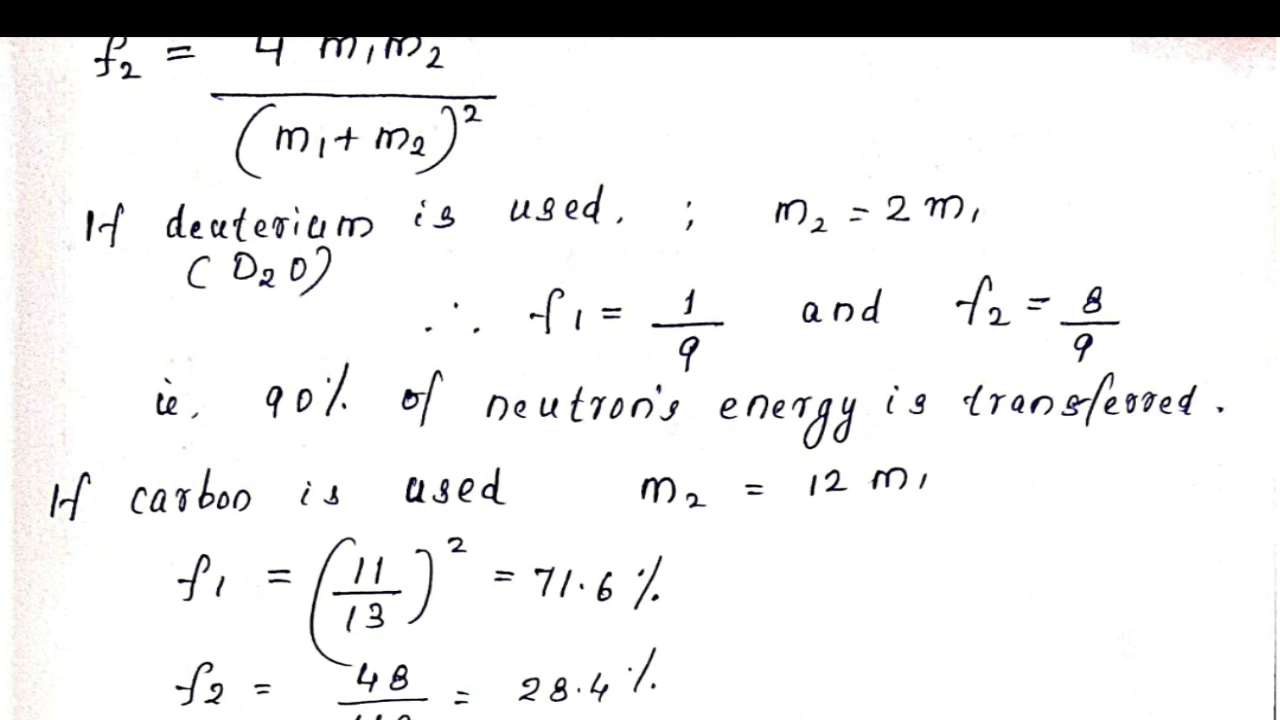 f₂ = 4 m₁m₂
(m₁ + m₂)²
If deuterium is used. ; m₂ = 2 m₁
(D₂O)
∴ f₁ = 1/9 and f₂ = 8/9
ie. 90% of neutron's energy is transferred.
If carbon is used m₂ = 12 m₁
f₁ = (11/13)² = 71.6 %
f₂ = 48 = 28.4 %